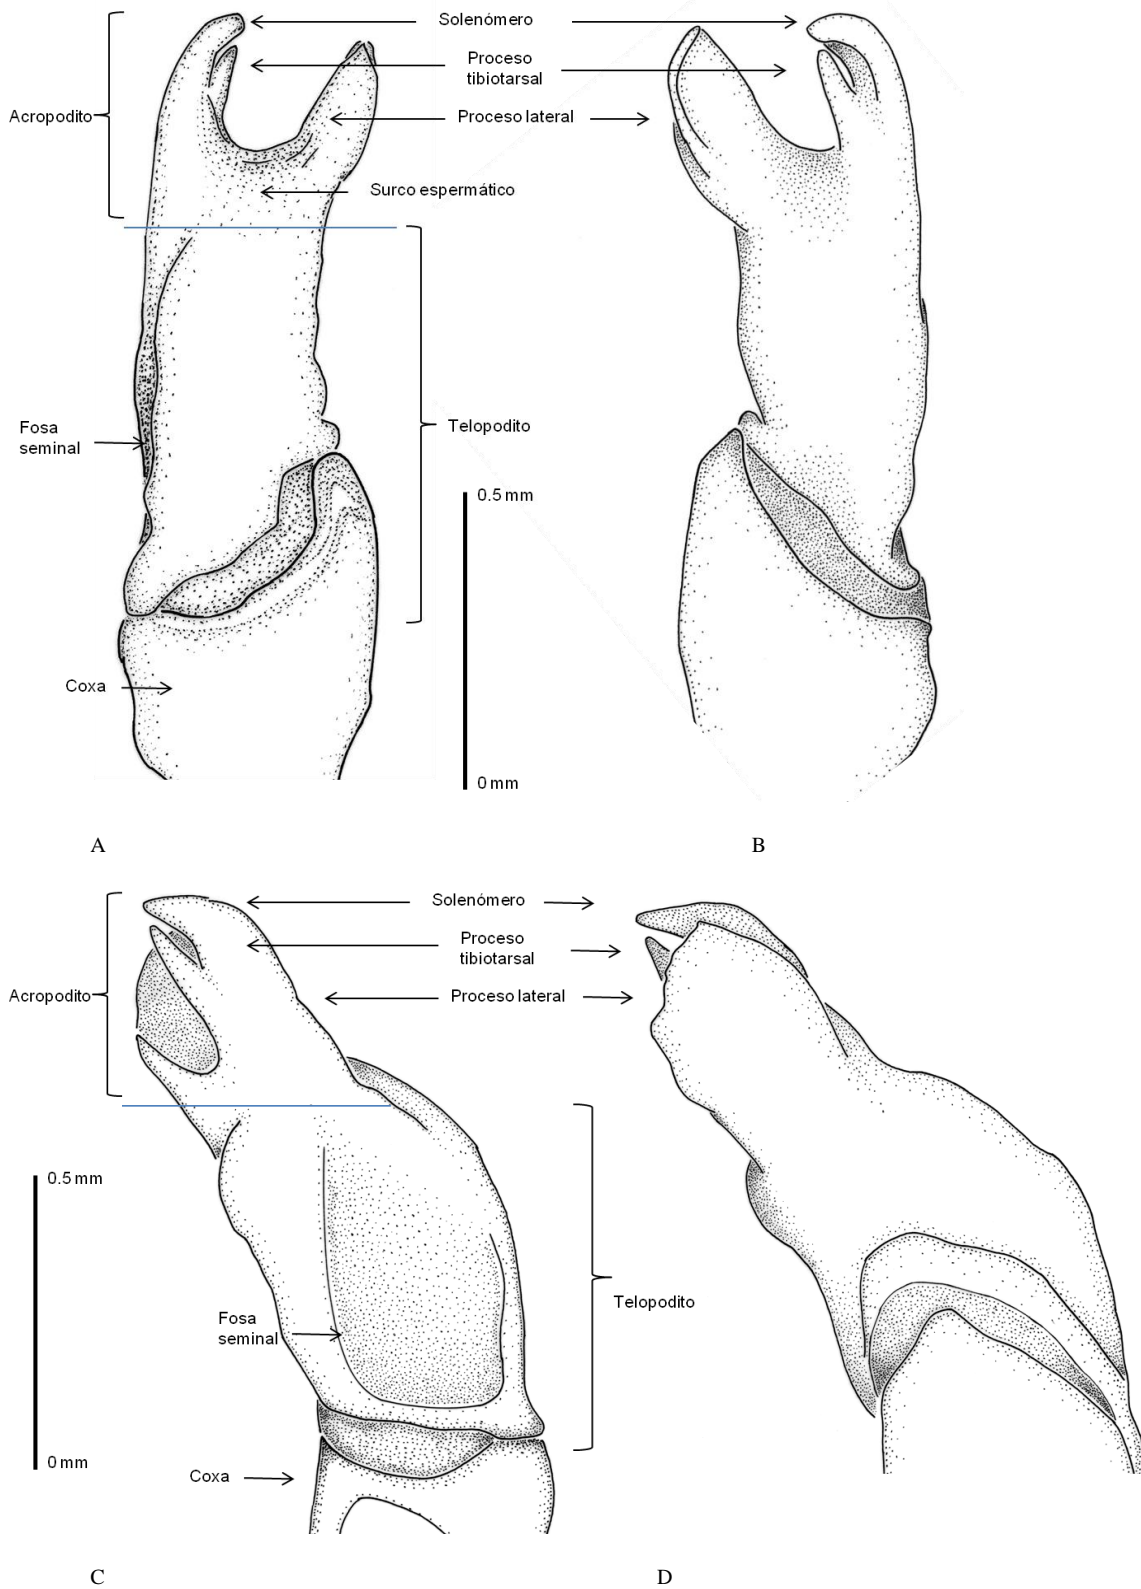 Solenómero
Proceso
tibiotarsal
Acropodito
Proceso lateral
Surco espermático
Fosa
seminal
Telopodito
0.5 mm
Coxa
0 mm
A
B
Solenómero
Proceso
tibiotarsal
Acropodito
Proceso lateral
0.5 mm
Fosa
seminal
Telopodito
0 mm
Coxa
C
D